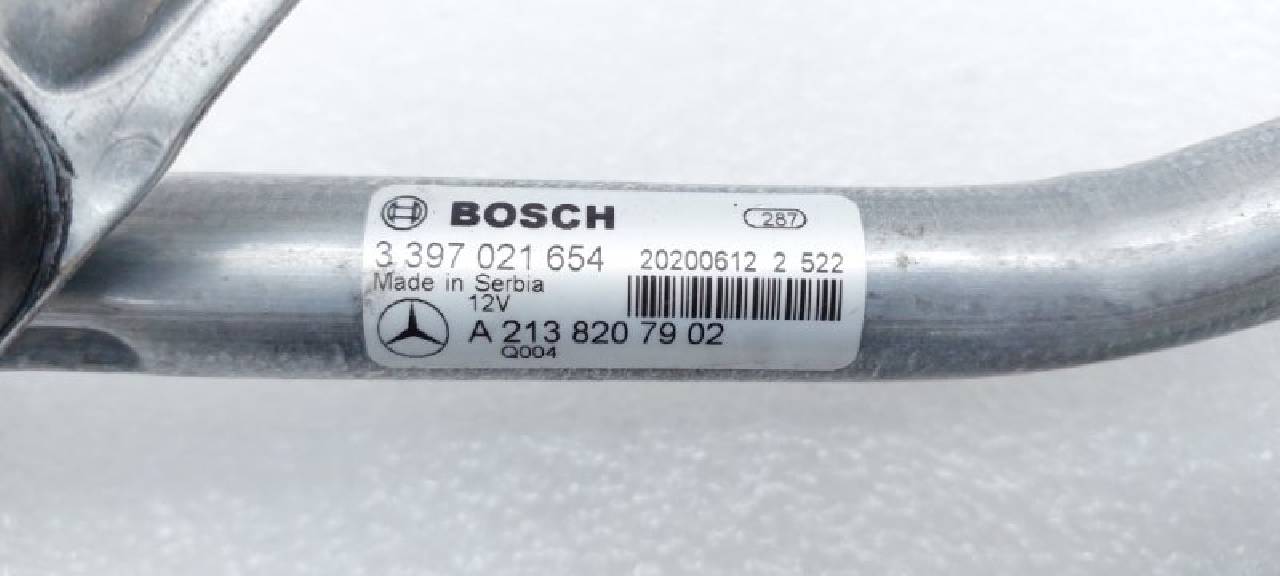 BOSCH 287
3 397 021 654 20200612 2 522
Made in Serbia
12V
A 213 820 79 02
Q004